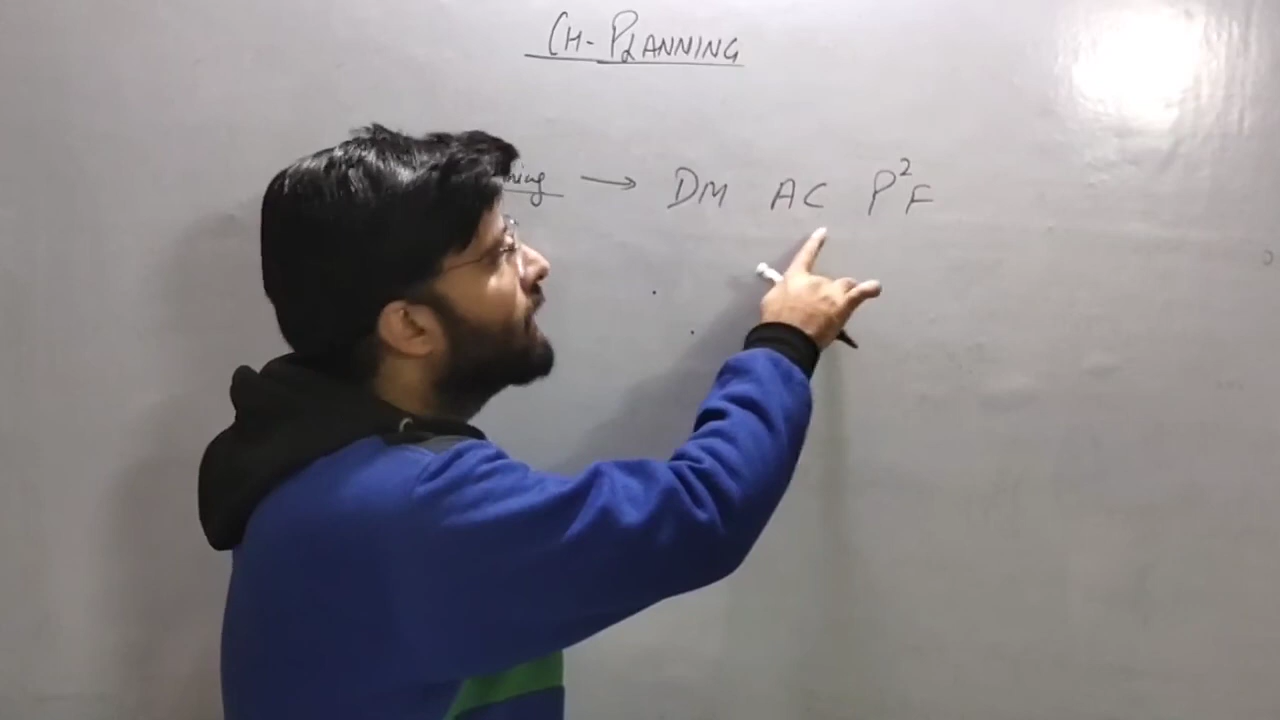 CH- PLANNING
→ DM AC P²F